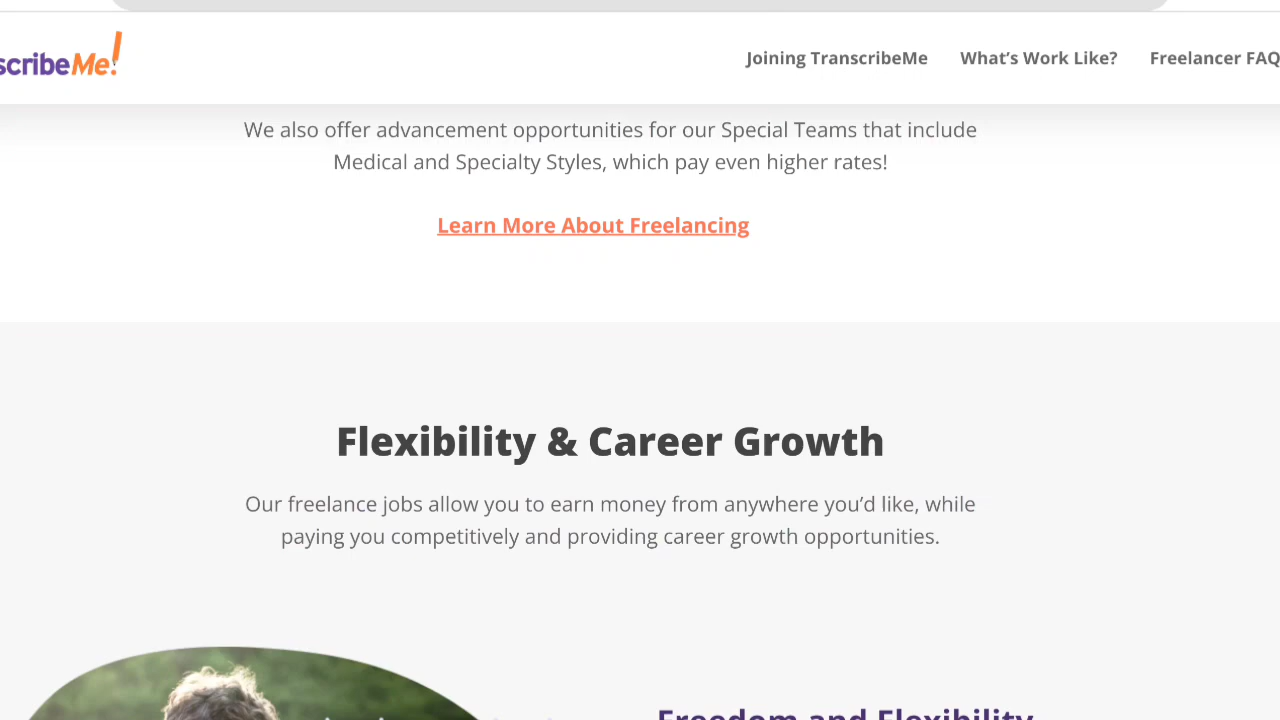 scribeMe!
Joining TranscribeMe
What's Work Like?
Freelancer FAQ
We also offer advancement opportunities for our Special Teams that include
Medical and Specialty Styles, which pay even higher rates!
Learn More About Freelancing
Flexibility & Career Growth
Our freelance jobs allow you to earn money from anywhere you'd like, while
paying you competitively and providing career growth opportunities.
Freedom and Flexibility